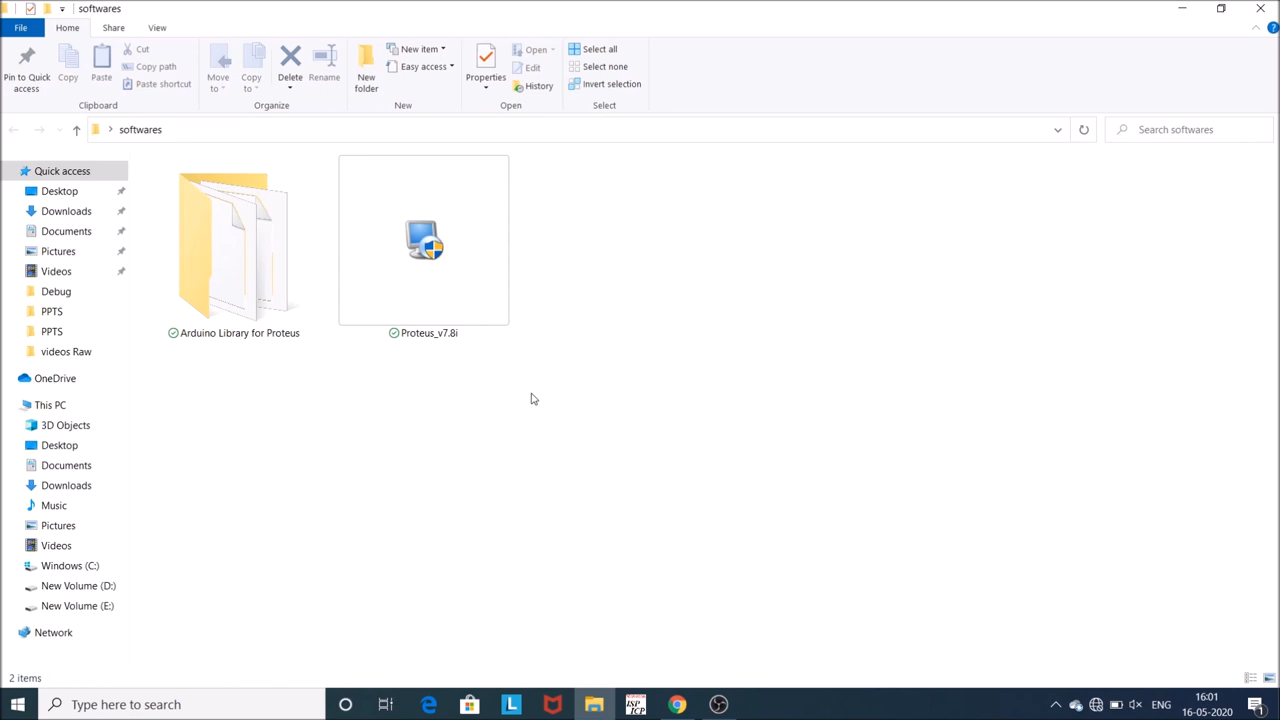 softwares
File Home Share View
Pin to Quick access
Copy
Paste
Cut
Copy path
Paste shortcut
Clipboard
Move to
Copy to
Delete
Rename
Organize
New folder
New item
Easy access
New
Properties
Open
Edit
History
Open
Select all
Select none
Invert selection
Select
softwares
Search softwares
Quick access
Desktop
Downloads
Documents
Pictures
Videos
Debug
PPTS
PPTS
videos Raw
OneDrive
This PC
3D Objects
Desktop
Documents
Downloads
Music
Pictures
Videos
Windows (C:)
New Volume (D:)
New Volume (E:)
Network
Arduino Library for Proteus
Proteus_v7.8i
2 items
Type here to search
L
ISP
ICP
ENG
16:01
16-05-2020
1